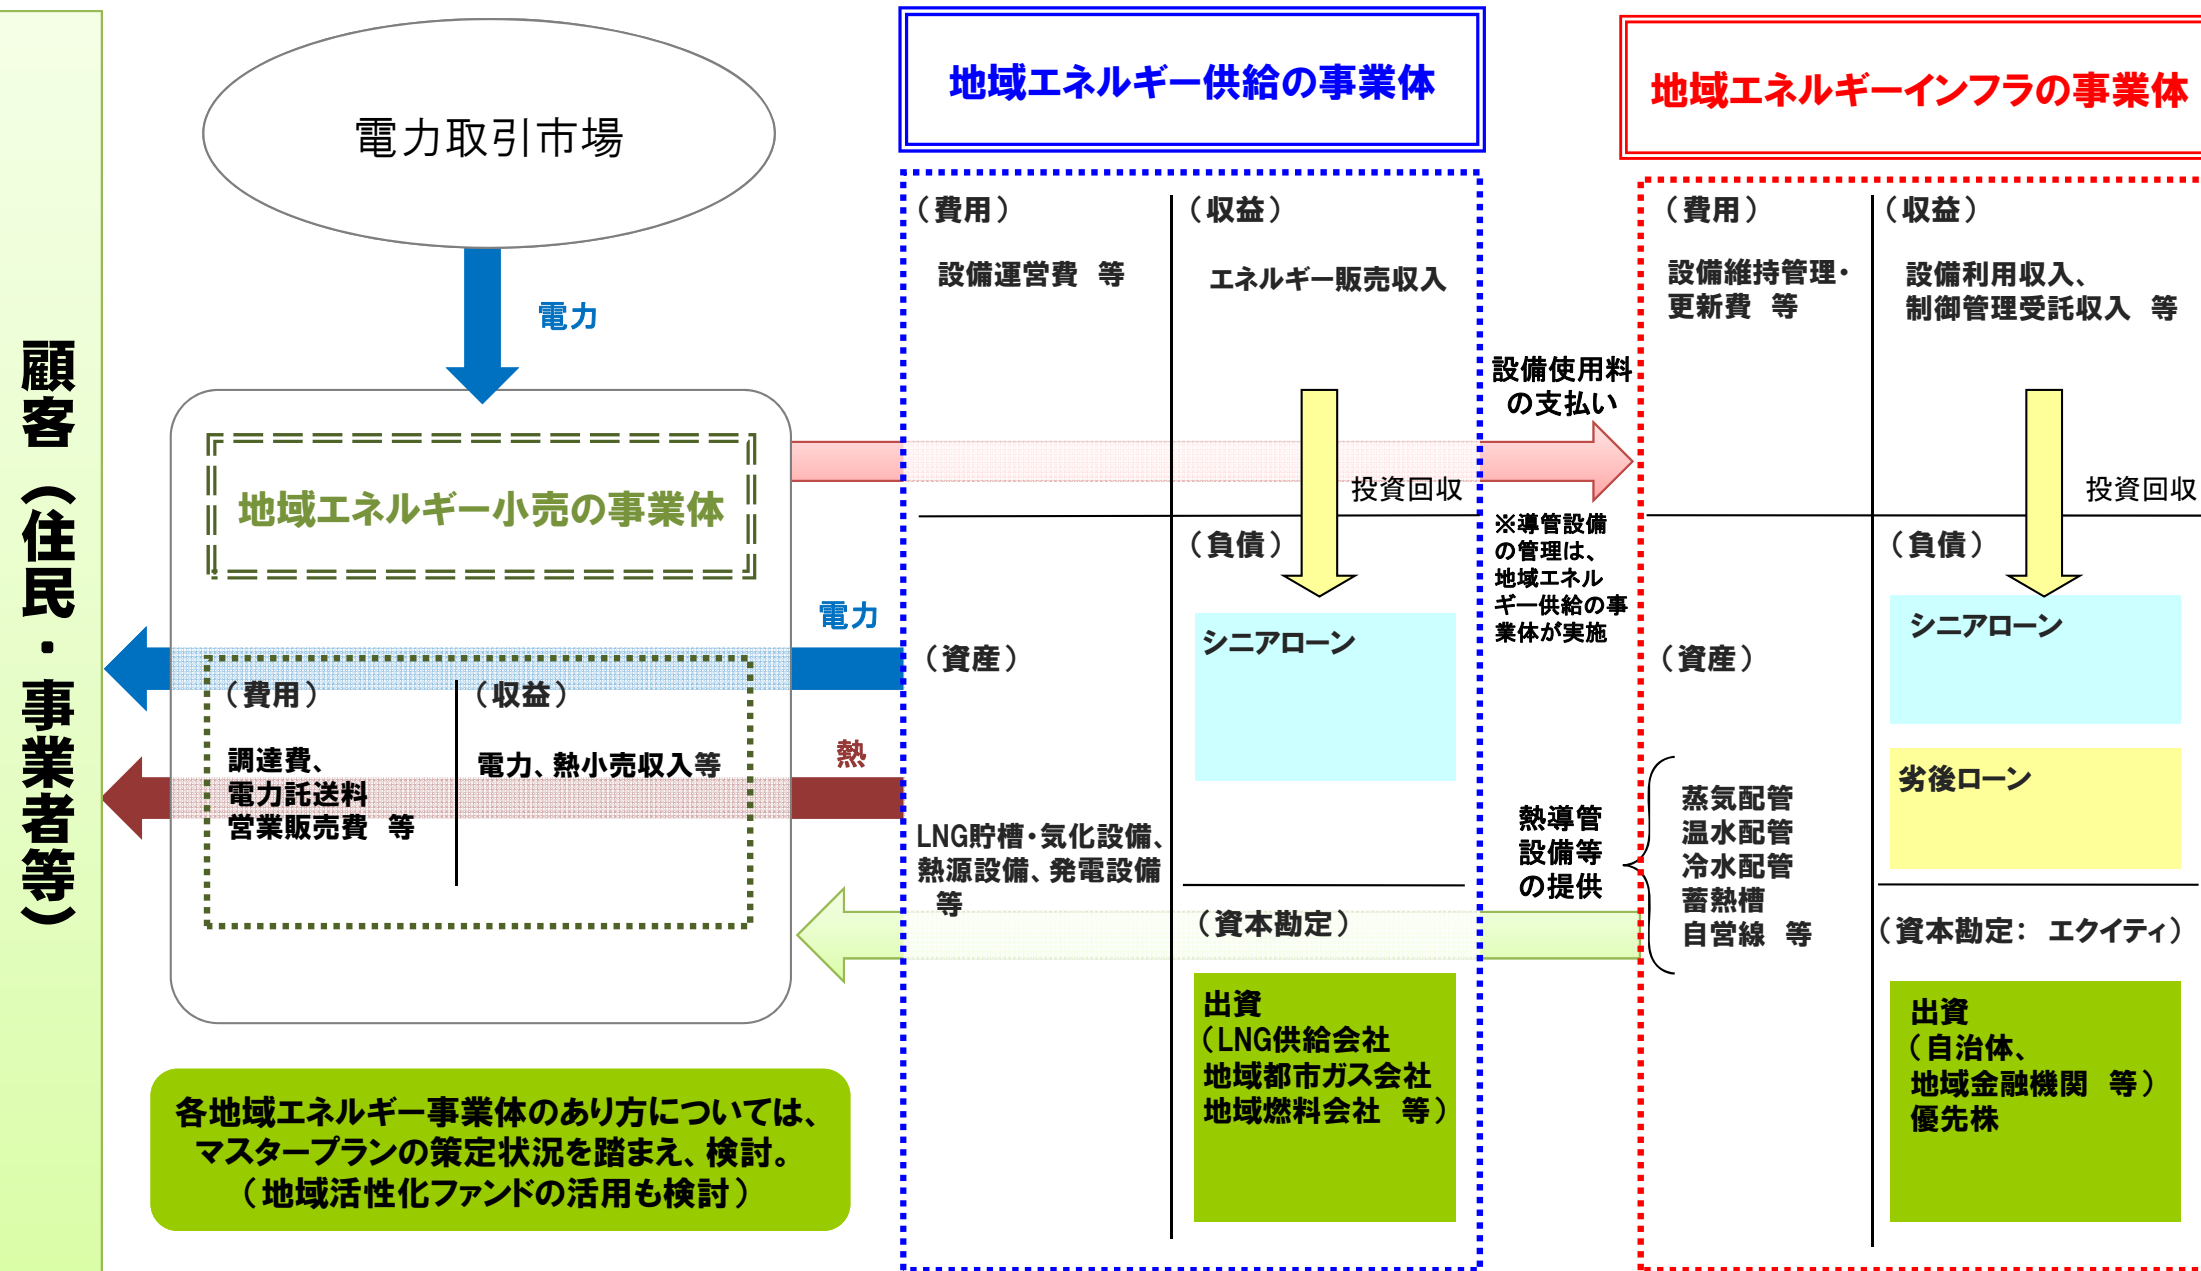 顧客（住民・事業者等）
電力取引市場
電力
地域エネルギー小売の事業体
電力
熱
（費用）
調達費、
電力託送料
営業販売費　等
（収益）
電力、熱小売収入等
各地域エネルギー事業体のあり方については、
マスタープランの策定状況を踏まえ、検討。
（地域活性化ファンドの活用も検討）
地域エネルギー供給の事業体
（費用）
設備運営費　等
（収益）
エネルギー販売収入
投資回収
（資産）
LNG貯槽・気化設備、
熱源設備、発電設備
等
（負債）
シニアローン
（資本勘定）
出資
（LNG供給会社
地域都市ガス会社
地域燃料会社　等）
設備使用料
の支払い
※導管設備
の管理は、
地域エネル
ギー供給の事
業体が実施
熱導管
設備等
の提供
地域エネルギーインフラの事業体
（費用）
設備維持管理・
更新費　等
（収益）
設備利用収入、
制御管理受託収入　等
投資回収
（資産）
蒸気配管
温水配管
冷水配管
蓄熱槽
自営線　等
（負債）
シニアローン
劣後ローン
（資本勘定：　エクイティ）
出資
（自治体、
地域金融機関　等）
優先株